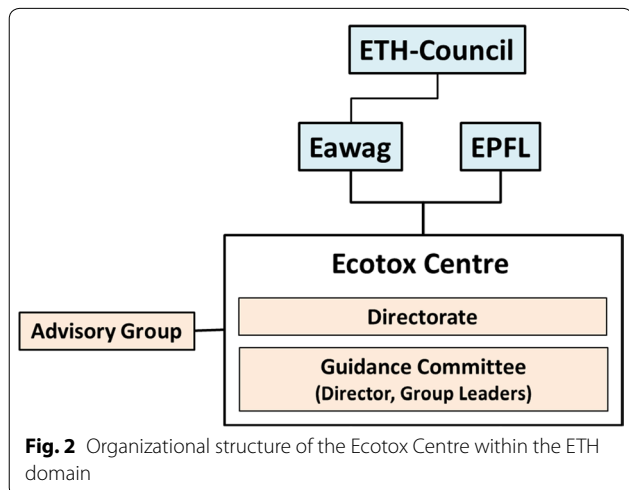 ETH-Council
Eawag
EPFL
Ecotox Centre
Directorate
Advisory Group
Guidance Committee
(Director, Group Leaders)
Fig. 2 Organizational structure of the Ecotox Centre within the ETH
domain